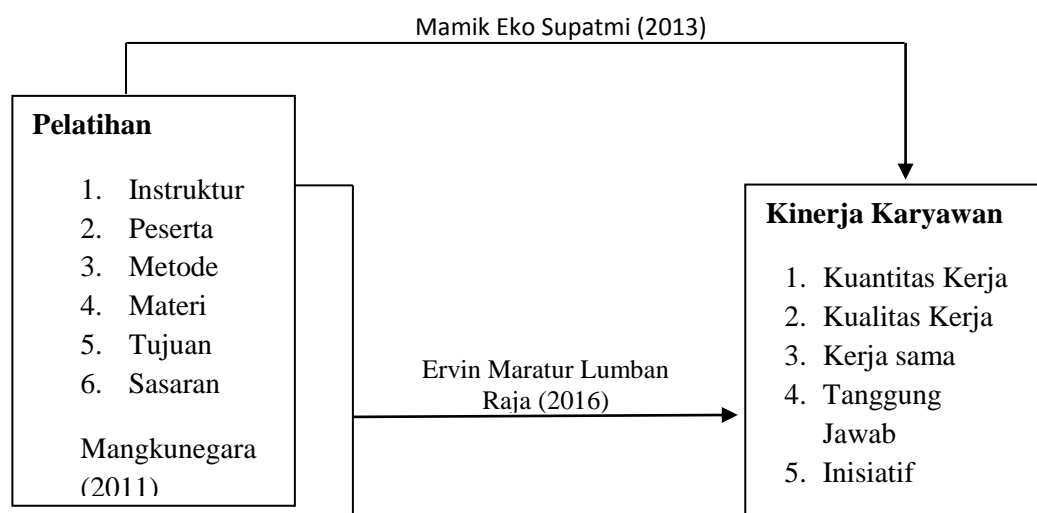 Mamik Eko Supatmi (2013)
Pelatihan
1. Instruktur
2. Peserta
3. Metode
4. Materi
5. Tujuan
6. Sasaran
Mangkunegara
(2011)
Ervin Maratur Lumban
Raja (2016)
Kinerja Karyawan
1. Kuantitas Kerja
2. Kualitas Kerja
3. Kerja sama
4. Tanggung
Jawab
5. Inisiatif